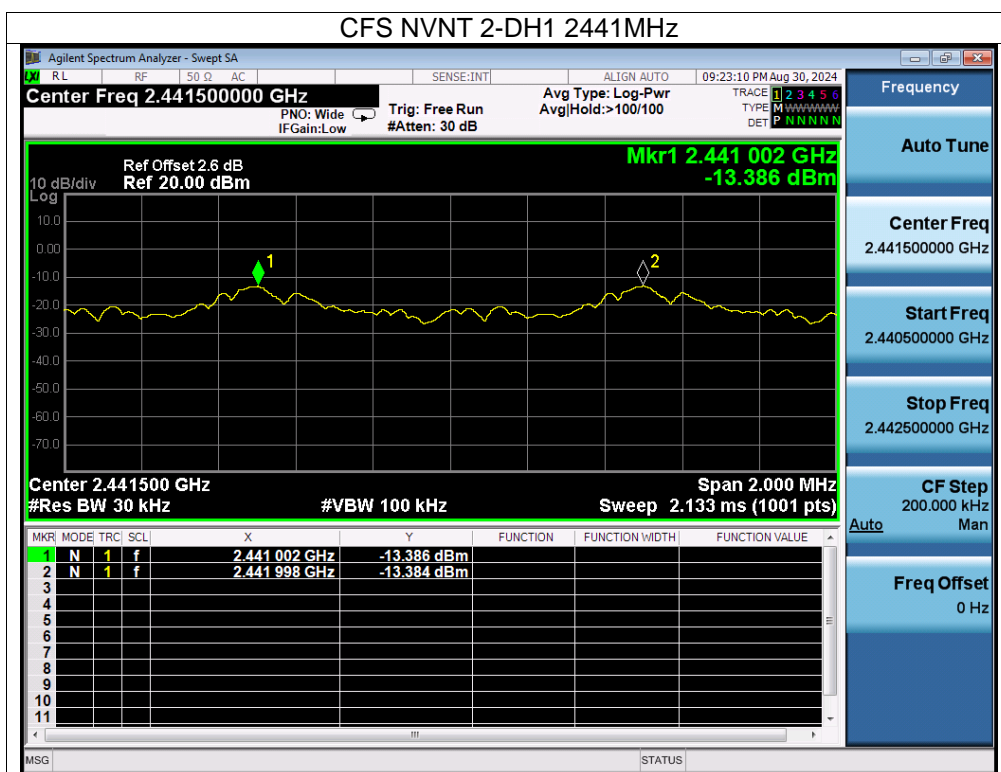 CFS NVNT 2-DH1 2441MHz
Agilent Spectrum Analyzer - Swept SA
LXI RL RF 50 Ω AC SENSE:INT ALIGN AUTO 09:23:10 PM Aug 30, 2024
Center Freq 2.441500000 GHz
PNO: Wide
IFGain:Low
Trig: Free Run
#Atten: 30 dB
Avg Type: Log-Pwr
Avg|Hold:>100/100
TRACE 1 2 3 4 5 6
TYPE M WWWWW
DET P N N N N N
Mkr1 2.441 002 GHz
-13.386 dBm
Ref Offset 2.6 dB
10 dB/div Ref 20.00 dBm
Log
10.0
0.00
-10.0
-20.0
-30.0
-40.0
-50.0
-60.0
-70.0
1
2
Center 2.441500 GHz Span 2.000 MHz
#Res BW 30 kHz #VBW 100 kHz Sweep 2.133 ms (1001 pts)
MKR MODE TRC SCL X Y FUNCTION FUNCTION WIDTH FUNCTION VALUE
1 N 1 f 2.441 002 GHz -13.386 dBm
2 N 1 f 2.441 998 GHz -13.384 dBm
3
4
5
6
7
8
9
10
11
MSG STATUS
Frequency
Auto Tune
Center Freq
2.441500000 GHz
Start Freq
2.440500000 GHz
Stop Freq
2.442500000 GHz
CF Step
200.000 kHz
Auto Man
Freq Offset
0 Hz